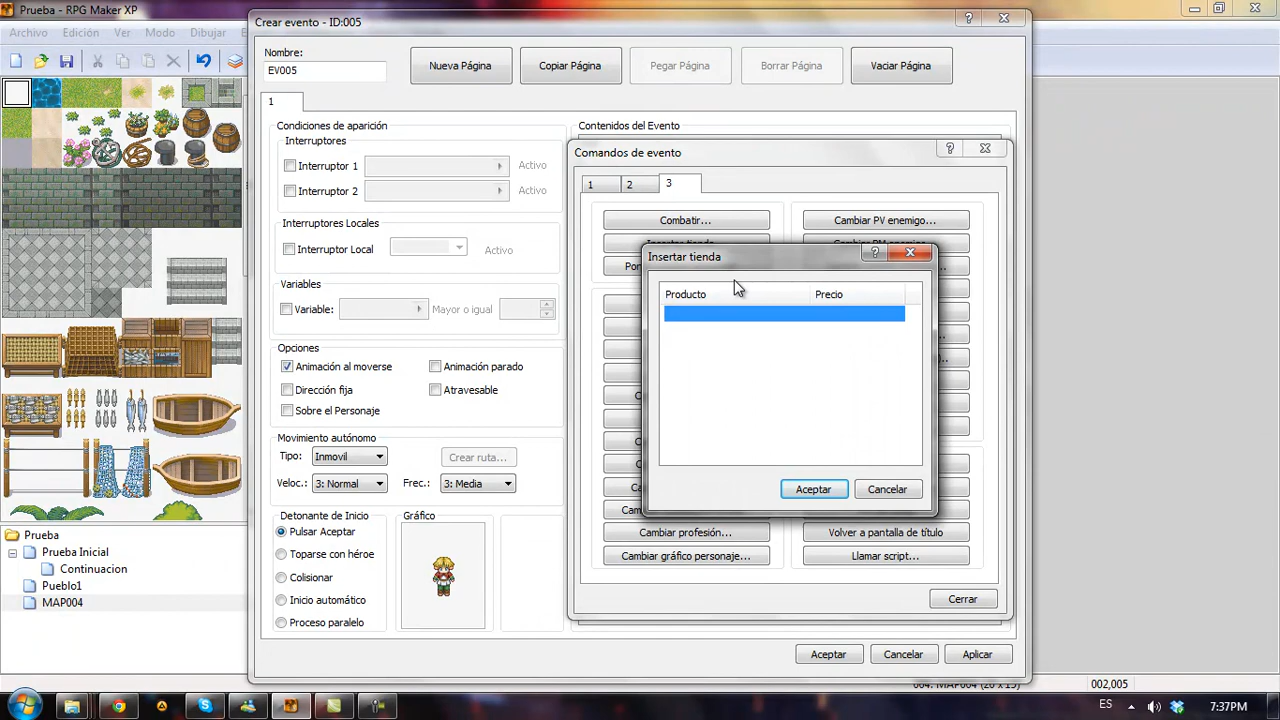 Prueba - RPG Maker XP
Archivo Edición Ver Modo Dibujar
Crear evento - ID:005
Nombre:
EV005
Nueva Página
Copiar Página
Pegar Página
Borrar Página
Vaciar Página
1
Condiciones de aparición
Interruptores
Interruptor 1
Activo
Interruptor 2
Activo
Interruptores Locales
Interruptor Local
Activo
Variables
Variable:
Mayor o igual
Opciones
Animación al moverse
Animación parado
Dirección fija
Atravesable
Sobre el Personaje
Movimiento autónomo
Tipo:
Inmovil
Crear ruta...
Veloc.:
3: Normal
Frec.:
3: Media
Detonante de Inicio
Pulsar Aceptar
Toparse con héroe
Colisionar
Inicio automático
Proceso paralelo
Gráfico
Contenidos del Evento
Comandos de evento
1 2 3
Combatir...
Cambiar PV enemigo...
Insertar tienda
Producto
Precio
Aceptar
Cancelar
Cambiar profesión...
Volver a pantalla de título
Cambiar gráfico personaje...
Llamar script...
Cerrar
Aceptar
Cancelar
Aplicar
Prueba
Prueba Inicial
Continuacion
Pueblo1
MAP004
002,005
ES
7:37PM